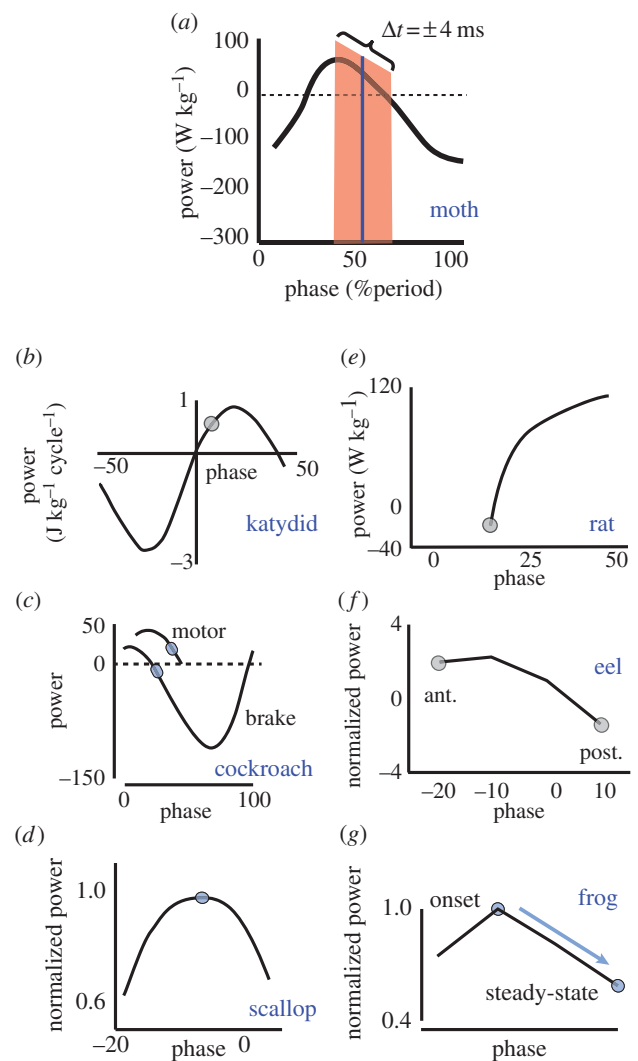 (a)
Δt = ±4 ms
100
0
–100
–200
–300
power (W kg–1)
moth
0
50
100
phase (%period)
(b)
1
–50
phase
50
power
(J kg–1 cycle–1)
katydid
–3
(e)
120
power (W kg–1)
0
–40
rat
0
25
50
phase
(c)
50
motor
0
power
brake
–150
cockroach
0
100
phase
(f)
4
eel
normalized power
ant.
0
post.
–4
–20
–10
0
10
phase
(d)
normalized power
1.0
0.6
scallop
–20
phase
0
(g)
normalized power
1.0
onset
frog
steady-state
0.4
phase